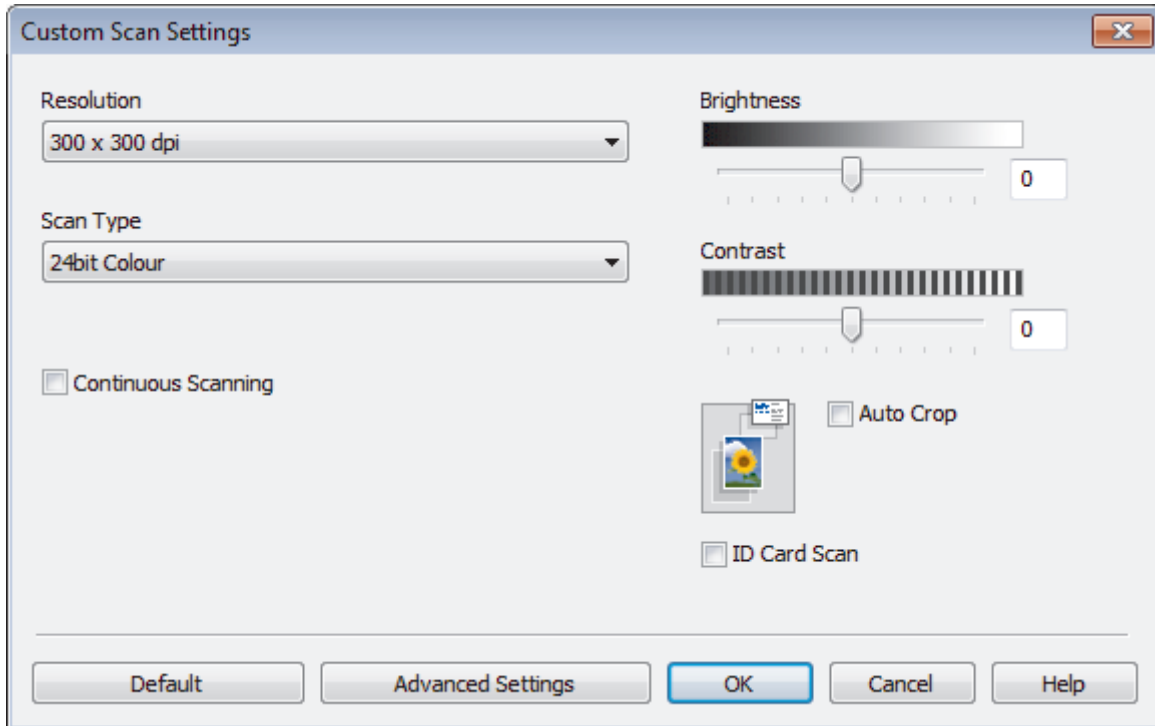 Custom Scan Settings
Resolution
300 x 300 dpi
Scan Type
24bit Colour
Continuous Scanning
Brightness
0
Contrast
0
Auto Crop
ID Card Scan
Default
Advanced Settings
OK
Cancel
Help